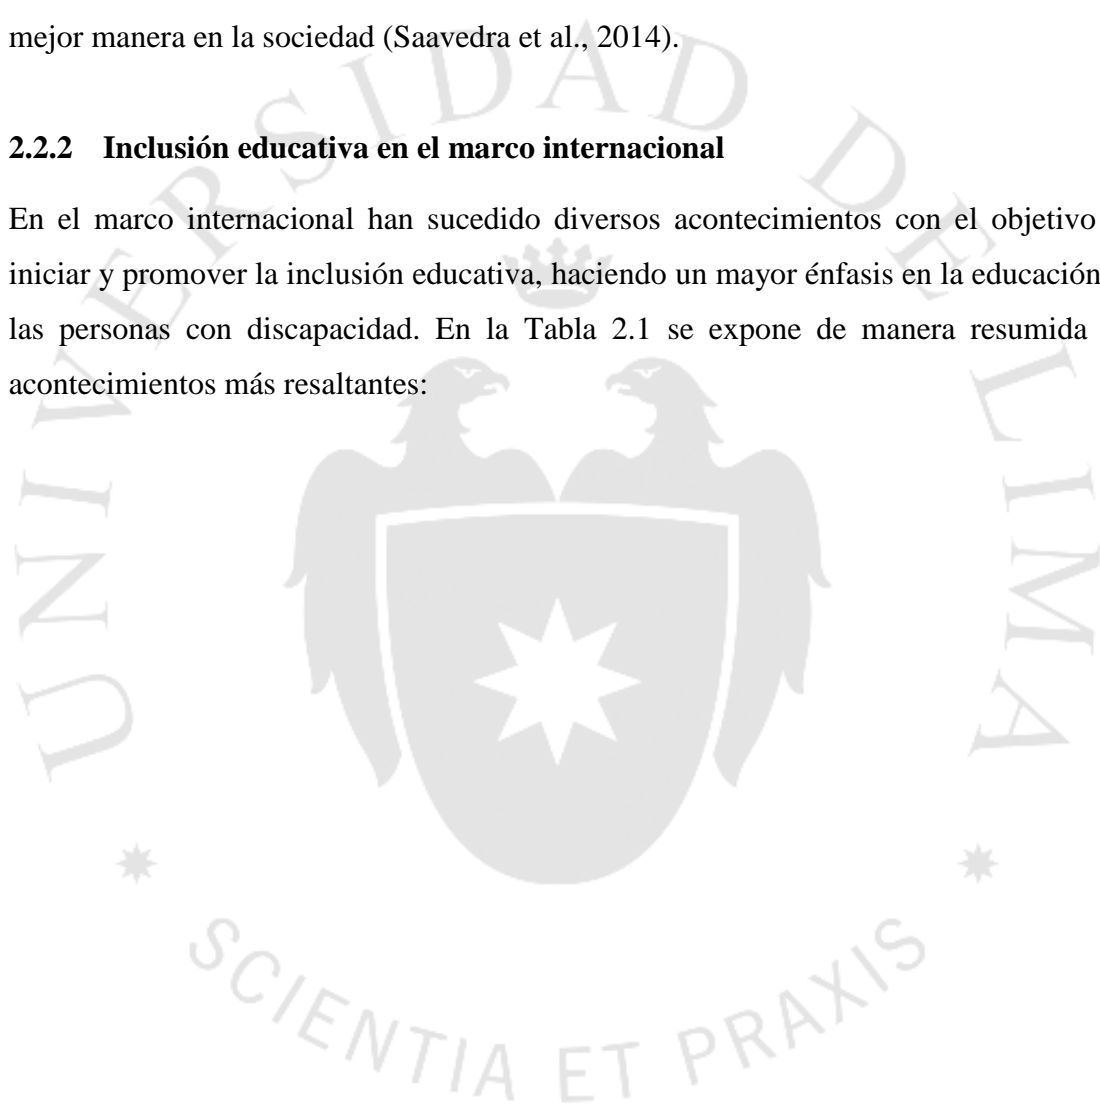 mejor manera en la sociedad (Saavedra et al., 2014).
2.2.2 Inclusión educativa en el marco internacional
En el marco internacional han sucedido diversos acontecimientos con el objetivo
iniciar y promover la inclusión educativa, haciendo un mayor énfasis en la educación
las personas con discapacidad. En la Tabla 2.1 se expone de manera resumida
acontecimientos más resaltantes:
UNIVERSIDAD DE LIMA
SCIENTIA ET PRAXIS